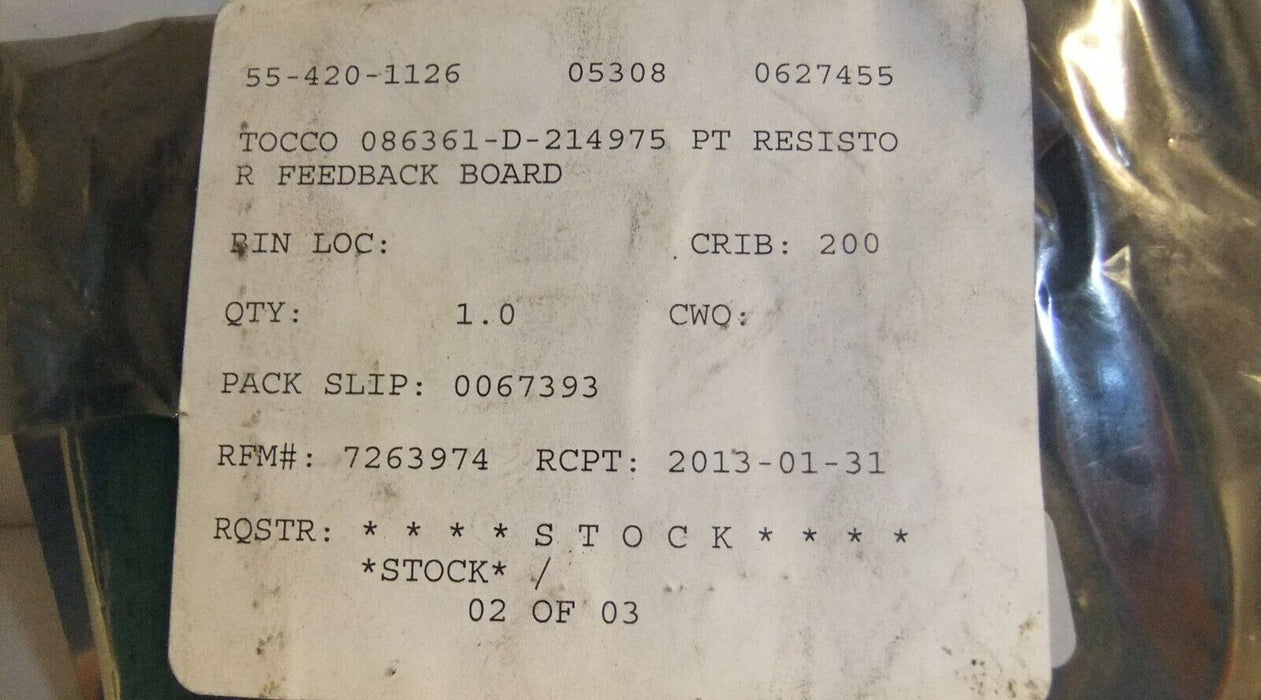 55-420-1126 05308 0627455
TOCCO 086361-D-214975 PT RESISTO
R FEEDBACK BOARD
BIN LOC: CRIB: 200
QTY: 1.0 CWO:
PACK SLIP: 0067393
RFM#: 7263974 RCPT: 2013-01-31
RQSTR: * * * * S T O C K * * * *
*STOCK* /
02 OF 03